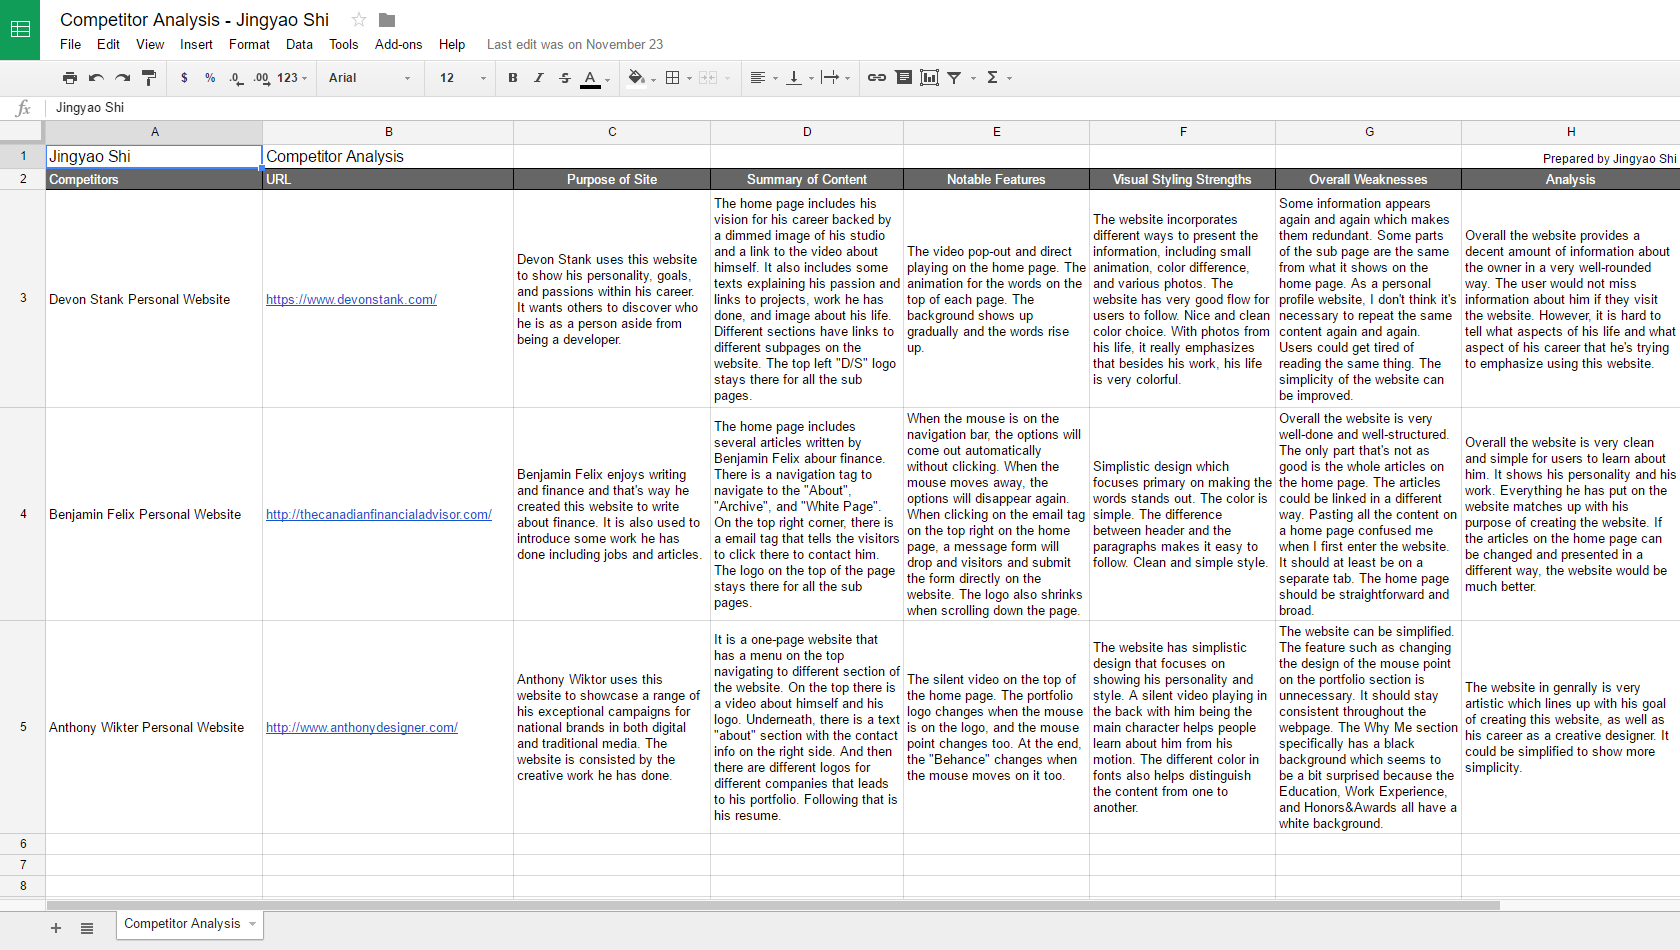 Competitor Analysis - Jingyao Shi
File Edit View Insert Format Data Tools Add-ons Help Last edit was on November 23
$ % .0 .00 123 Arial 12 B I S A Σ
fx Jingyao Shi
A B C D E F G H
1 Jingyao Shi Competitor Analysis Prepared by Jingyao Shi
2 Competitors URL Purpose of Site Summary of Content Notable Features Visual Styling Strengths Overall Weaknesses Analysis
3
Devon Stank Personal Website
https://www.devonstank.com/
Devon Stank uses this website
to show his personality, goals,
and passions within his career.
It wants others to discover who
he is as a person aside from
being a developer.
The home page includes his
vision for his career backed by
a dimmed image of his studio
and a link to the video about
himself. It also includes some
texts explaining his passion and
links to projects, work he has
done, and image about his life.
Different sections have links to
different subpages on the
website. The top left "D/S" logo
stays there for all the sub
pages.
The video pop-out and direct
playing on the home page. The
animation for the words on the
top of each page. The
background shows up
gradually and the words rise
up.
The website incorporates
different ways to present the
information, including small
animation, color difference,
and various photos. The
website has very good flow for
users to follow. Nice and clean
color choice. With photos from
his life, it really emphasizes
that besides his work, his life
is very colorful.
Some information appears
again and again which makes
them redundant. Some parts
of the sub page are the same
from what it shows on the
home page. As a personal
profile website, I don't think it's
necessary to repeat the same
content again and again.
Users could get tired of
reading the same thing. The
simplicity of the website can
be improved.
Overall the website provides a
decent amount of information about
the owner in a very well-rounded
way. The user would not miss
information about him if they visit
the website. However, it is hard to
tell what aspects of his life and what
aspect of his career that he's trying
to emphasize using this website.
4
Benjamin Felix Personal Website
http://thecanadianfinancialadvisor.com/
Benjamin Felix enjoys writing
and finance and that's way he
created this website to write
about finance. It is also used to
introduce some work he has
done including jobs and articles.
The home page includes
several articles written by
Benjamin Felix abour finance.
There is a navigation tag to
navigate to the "About",
"Archive", and "White Page".
On the top right corner, there is
a email tag that tells the visitors
to click there to contact him.
The logo on the top of the page
stays there for all the sub
pages.
When the mouse is on the
navigation bar, the options will
come out automatically
without clicking. When the
mouse moves away, the
options will disappear again.
When clicking on the email tag
on the top right on the home
page, a message form will
drop and visitors and submit
the form directly on the
website. The logo also shrinks
when scrolling down the page.
Simplistic design which
focuses primary on making the
words stands out. The color is
simple. The difference
between header and the
paragraphs makes it easy to
follow. Clean and simple style.
Overall the website is very
well-done and well-structured.
The only part that's not as
good is the whole articles on
the home page. The articles
could be linked in a different
way. Pasting all the content on
a home page confused me
when I first enter the website.
It should at least be on a
separate tab. The home page
should be straightforward and
broad.
Overall the website is very clean
and simple for users to learn about
him. It shows his personality and his
work. Everything he has put on the
website matches up with his
purpose of creating the website. If
the articles on the home page can
be changed and presented in a
different way, the website would be
much better.
5
Anthony Wikter Personal Website
http://www.anthonydesigner.com/
Anthony Wiktor uses this
website to showcase a range of
his exceptional campaigns for
national brands in both digital
and traditional media. The
website is consisted by the
creative work he has done.
It is a one-page website that
has a menu on the top
navigating to different section of
the website. On the top there is
a video about himself and his
logo. Underneath, there is a text
"about" section with the contact
info on the right side. And then
there are different logos for
different companies that leads
to his portfolio. Following that is
his resume.
The silent video on the top of
the home page. The portfolio
logo changes when the mouse
is on the logo, and the mouse
point changes too. At the end,
the "Behance" changes when
the mouse moves on it too.
The website has simplistic
design that focuses on
showing his personality and
style. A silent video playing in
the back with him being the
main character helps people
learn about him from his
motion. The different color in
fonts also helps distinguish
the content from one to
another.
The website can be simplified.
The feature such as changing
the design of the mouse point
on the portfolio section is
unnecessary. It should stay
consistent throughout the
webpage. The Why Me section
specifically has a black
background which seems to
be a bit surprised because the
Education, Work Experience,
and Honors&Awards all have a
white background.
The website in genrally is very
artistic which lines up with his goal
of creating this website, as well as
his career as a creative designer. It
could be simplified to show more
simplicity.
6
7
8
+ Competitor Analysis